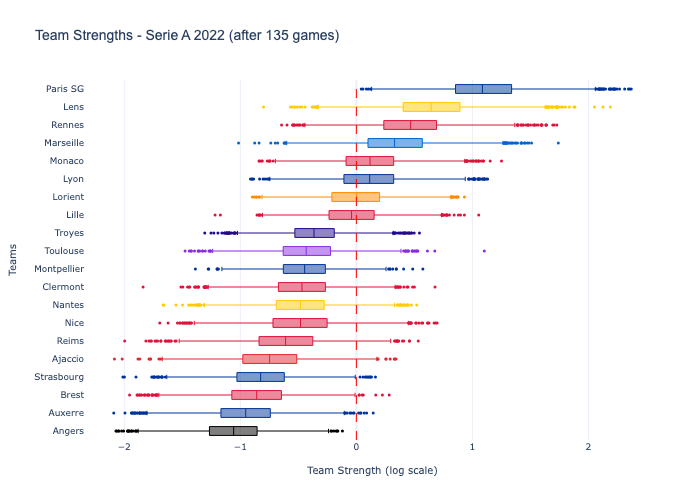 Team Strengths - Serie A 2022 (after 135 games)
Paris SG
Lens
Rennes
Marseille
Monaco
Lyon
Lorient
Lille
Troyes
Toulouse
Montpellier
Clermont
Nantes
Nice
Reims
Ajaccio
Strasbourg
Brest
Auxerre
Angers
Teams
−2 −1 0 1 2
Team Strength (log scale)